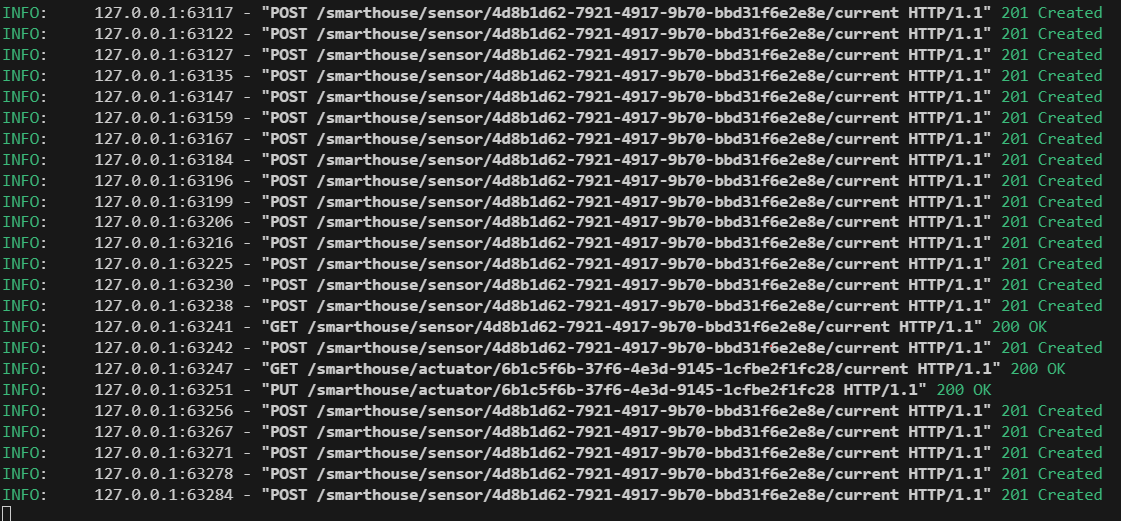 INFO:     127.0.0.1:63117 - "POST /smarthouse/sensor/4d8b1d62-7921-4917-9b70-bbd31f6e2e8e/current HTTP/1.1" 201 Created
INFO:     127.0.0.1:63122 - "POST /smarthouse/sensor/4d8b1d62-7921-4917-9b70-bbd31f6e2e8e/current HTTP/1.1" 201 Created
INFO:     127.0.0.1:63127 - "POST /smarthouse/sensor/4d8b1d62-7921-4917-9b70-bbd31f6e2e8e/current HTTP/1.1" 201 Created
INFO:     127.0.0.1:63135 - "POST /smarthouse/sensor/4d8b1d62-7921-4917-9b70-bbd31f6e2e8e/current HTTP/1.1" 201 Created
INFO:     127.0.0.1:63147 - "POST /smarthouse/sensor/4d8b1d62-7921-4917-9b70-bbd31f6e2e8e/current HTTP/1.1" 201 Created
INFO:     127.0.0.1:63159 - "POST /smarthouse/sensor/4d8b1d62-7921-4917-9b70-bbd31f6e2e8e/current HTTP/1.1" 201 Created
INFO:     127.0.0.1:63167 - "POST /smarthouse/sensor/4d8b1d62-7921-4917-9b70-bbd31f6e2e8e/current HTTP/1.1" 201 Created
INFO:     127.0.0.1:63184 - "POST /smarthouse/sensor/4d8b1d62-7921-4917-9b70-bbd31f6e2e8e/current HTTP/1.1" 201 Created
INFO:     127.0.0.1:63196 - "POST /smarthouse/sensor/4d8b1d62-7921-4917-9b70-bbd31f6e2e8e/current HTTP/1.1" 201 Created
INFO:     127.0.0.1:63199 - "POST /smarthouse/sensor/4d8b1d62-7921-4917-9b70-bbd31f6e2e8e/current HTTP/1.1" 201 Created
INFO:     127.0.0.1:63206 - "POST /smarthouse/sensor/4d8b1d62-7921-4917-9b70-bbd31f6e2e8e/current HTTP/1.1" 201 Created
INFO:     127.0.0.1:63216 - "POST /smarthouse/sensor/4d8b1d62-7921-4917-9b70-bbd31f6e2e8e/current HTTP/1.1" 201 Created
INFO:     127.0.0.1:63225 - "POST /smarthouse/sensor/4d8b1d62-7921-4917-9b70-bbd31f6e2e8e/current HTTP/1.1" 201 Created
INFO:     127.0.0.1:63230 - "POST /smarthouse/sensor/4d8b1d62-7921-4917-9b70-bbd31f6e2e8e/current HTTP/1.1" 201 Created
INFO:     127.0.0.1:63238 - "POST /smarthouse/sensor/4d8b1d62-7921-4917-9b70-bbd31f6e2e8e/current HTTP/1.1" 201 Created
INFO:     127.0.0.1:63241 - "GET /smarthouse/sensor/4d8b1d62-7921-4917-9b70-bbd31f6e2e8e/current HTTP/1.1" 200 OK
INFO:     127.0.0.1:63242 - "POST /smarthouse/sensor/4d8b1d62-7921-4917-9b70-bbd31f6e2e8e/current HTTP/1.1" 201 Created
INFO:     127.0.0.1:63247 - "GET /smarthouse/actuator/6b1c5f6b-37f6-4e3d-9145-1cfbe2f1fc28/current HTTP/1.1" 200 OK
INFO:     127.0.0.1:63251 - "PUT /smarthouse/actuator/6b1c5f6b-37f6-4e3d-9145-1cfbe2f1fc28 HTTP/1.1" 200 OK
INFO:     127.0.0.1:63256 - "POST /smarthouse/sensor/4d8b1d62-7921-4917-9b70-bbd31f6e2e8e/current HTTP/1.1" 201 Created
INFO:     127.0.0.1:63267 - "POST /smarthouse/sensor/4d8b1d62-7921-4917-9b70-bbd31f6e2e8e/current HTTP/1.1" 201 Created
INFO:     127.0.0.1:63271 - "POST /smarthouse/sensor/4d8b1d62-7921-4917-9b70-bbd31f6e2e8e/current HTTP/1.1" 201 Created
INFO:     127.0.0.1:63278 - "POST /smarthouse/sensor/4d8b1d62-7921-4917-9b70-bbd31f6e2e8e/current HTTP/1.1" 201 Created
INFO:     127.0.0.1:63284 - "POST /smarthouse/sensor/4d8b1d62-7921-4917-9b70-bbd31f6e2e8e/current HTTP/1.1" 201 Created